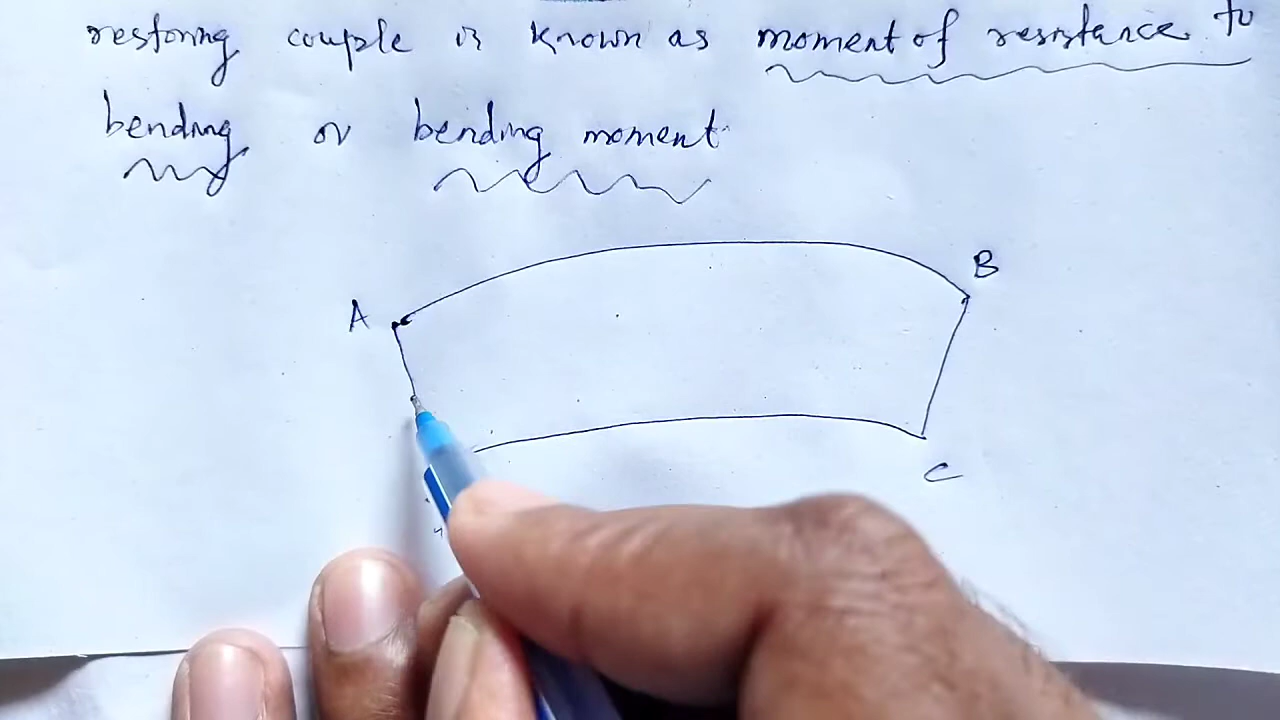 restoring couple is known as moment of resistance to
bending or bending moment
A
B
C